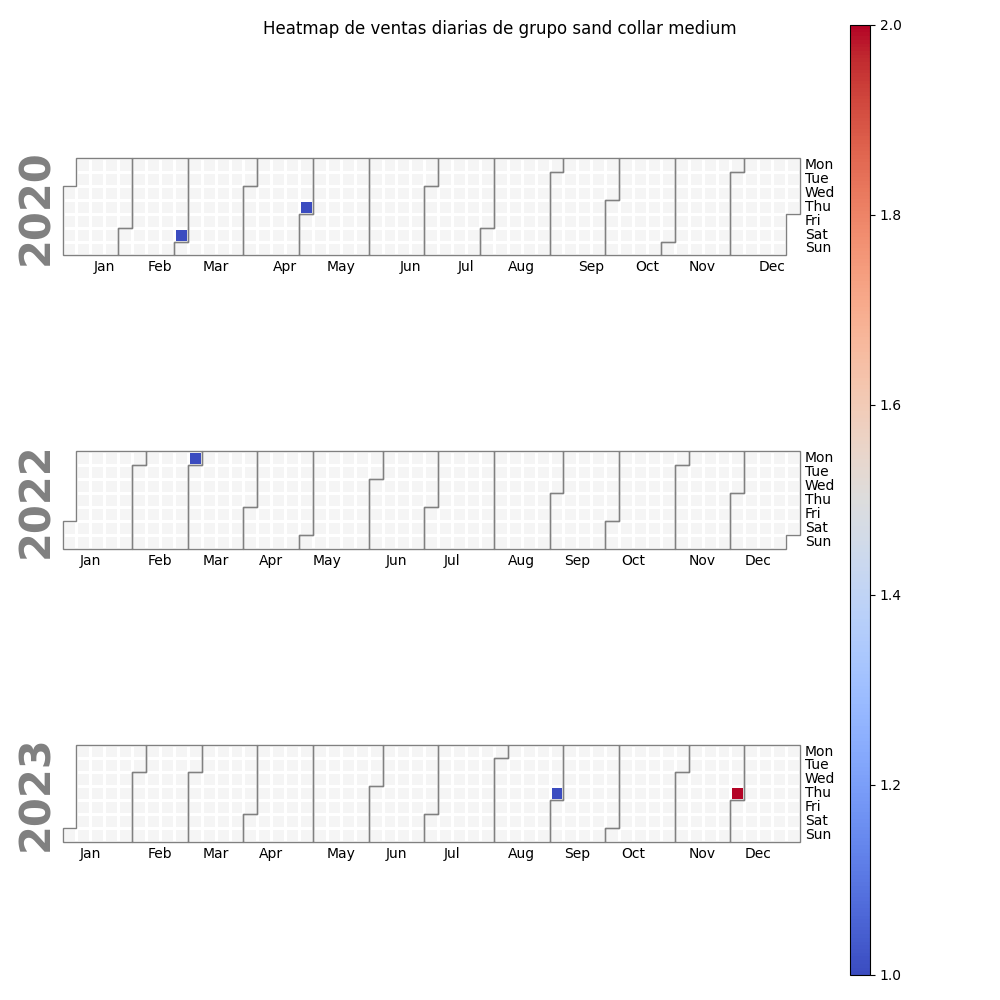 Heatmap de ventas diarias de grupo sand collar medium
2.0
1.8
1.6
1.4
1.2
1.0
2020
Mon
Tue
Wed
Thu
Fri
Sat
Sun
Jan Feb Mar Apr May Jun Jul Aug Sep Oct Nov Dec
2022
Mon
Tue
Wed
Thu
Fri
Sat
Sun
Jan Feb Mar Apr May Jun Jul Aug Sep Oct Nov Dec
2023
Mon
Tue
Wed
Thu
Fri
Sat
Sun
Jan Feb Mar Apr May Jun Jul Aug Sep Oct Nov Dec